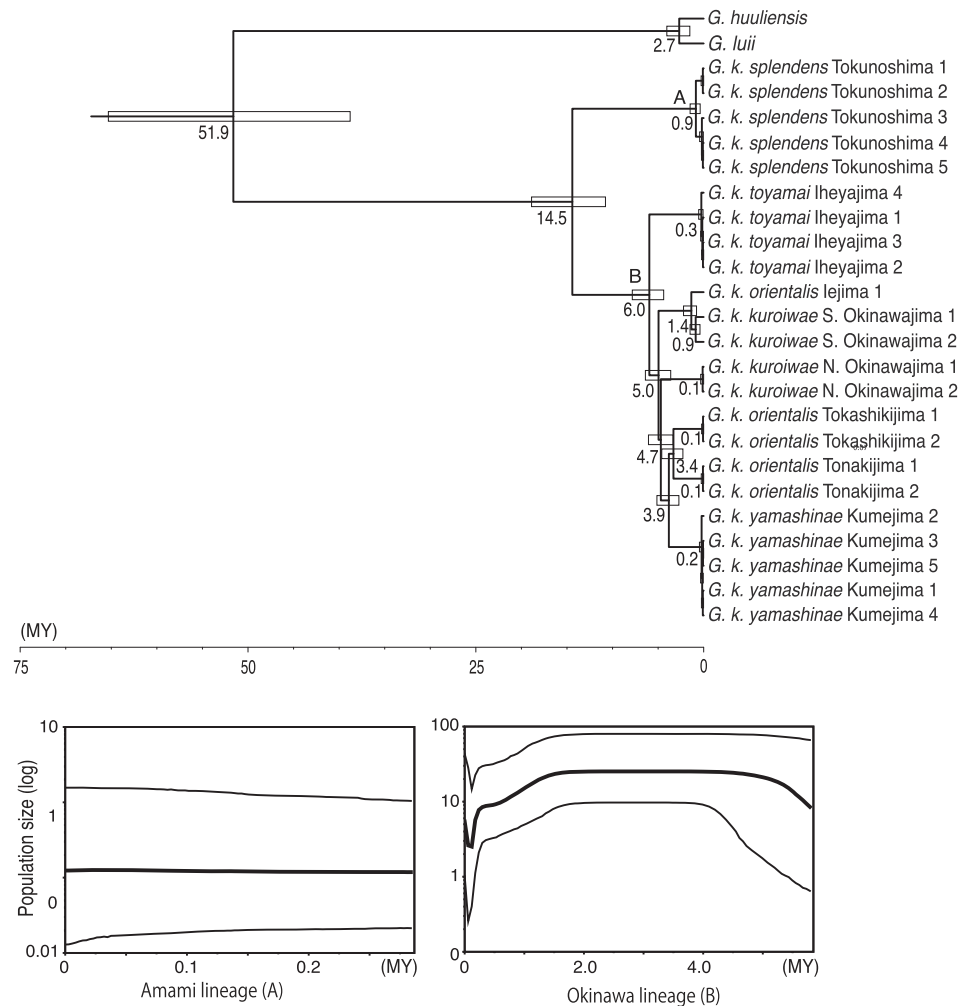 G. huuliensis
2.7
G. luii
G. k. splendens Tokunoshima 1
G. k. splendens Tokunoshima 2
A
G. k. splendens Tokunoshima 3
0.9
51.9
G. k. splendens Tokunoshima 4
G. k. splendens Tokunoshima 5
G. k. toyamai Iheyajima 4
14.5
G. k. toyamai Iheyajima 1
0.3
G. k. toyamai Iheyajima 3
G. k. toyamai Iheyajima 2
B
G. k. orientalis Iejima 1
6.0
G. k. kuroiwae S. Okinawajima 1
1.4
G. k. kuroiwae S. Okinawajima 2
0.9
G. k. kuroiwae N. Okinawajima 1
5.0
0.1
G. k. kuroiwae N. Okinawajima 2
G. k. orientalis Tokashikijima 1
0.1
G. k. orientalis Tokashikijima 2
4.7
3.4
G. k. orientalis Tonakijima 1
0.1
G. k. orientalis Tonakijima 2
3.9
G. k. yamashinae Kumejima 2
G. k. yamashinae Kumejima 3
0.2
G. k. yamashinae Kumejima 5
G. k. yamashinae Kumejima 1
G. k. yamashinae Kumejima 4
(MY)
75 50 25 0
Population size (log)
10
1
0
0.01
0 0.1 0.2 (MY)
Amami lineage (A)
100
10
1
0
0 2.0 4.0 (MY)
Okinawa lineage (B)